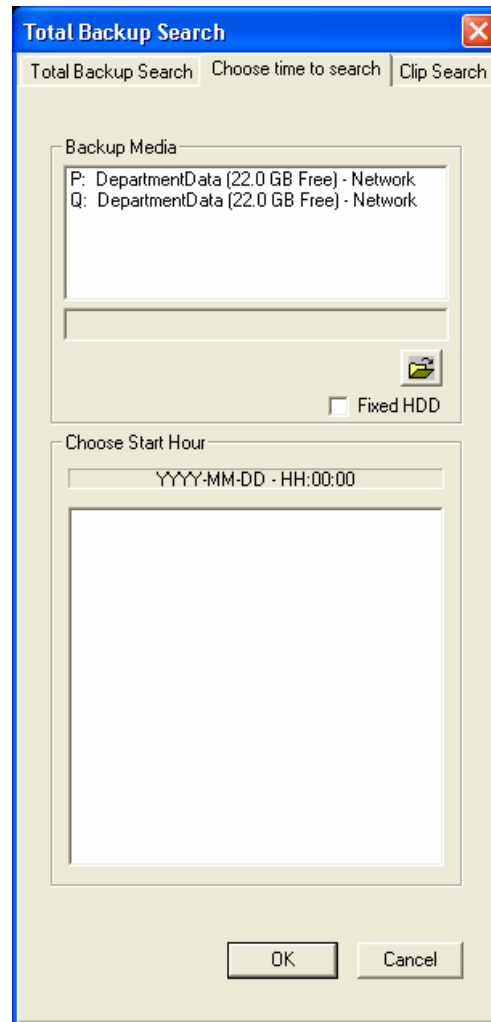 Total Backup Search
Total Backup Search Choose time to search Clip Search
Backup Media
P: DepartmentData (22.0 GB Free) - Network
Q: DepartmentData (22.0 GB Free) - Network
Fixed HDD
Choose Start Hour
YYYY-MM-DD - HH:00:00
OK Cancel